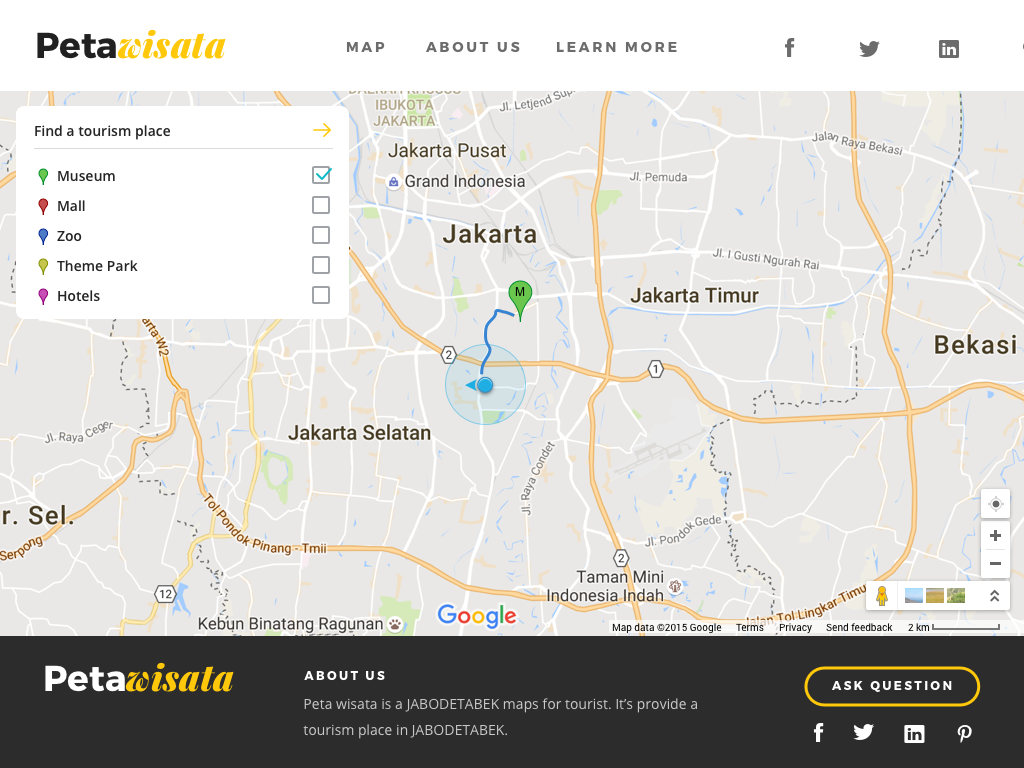 Petawisata
MAP
ABOUT US
LEARN MORE
Find a tourism place
Museum
Mall
Zoo
Theme Park
Hotels
IBUKOTA
JAKARTA
Jl. Letjend Sup
Jakarta Pusat
Grand Indonesia
Jl. Pemuda
Jalan Raya Bekasi
Jakarta
Jl. I Gusti Ngurah Rai
M
Jakarta Timur
Bekasi
arta W2
2
1
Jl. Raya Ceger
Jakarta Selatan
Jl. Raya Condet
r. Sel.
Serpong
Tol Pondok Pinang - Tmii
Jl. Pondok Gede
2
Taman Mini
Indonesia Indah
12
Kebun Binatang Ragunan
Jalan Tol Lingkar Timu
Google
Map data ©2015 Google
Terms
Privacy
Send feedback
2 km
Petawisata
ABOUT US
Peta wisata is a JABODETABEK maps for tourist. It’s provide a
tourism place in JABODETABEK.
ASK QUESTION